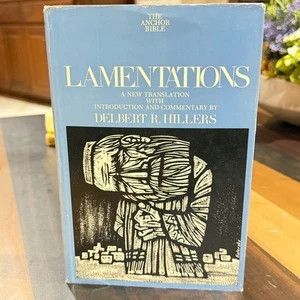 THE
ANCHOR
BIBLE
LAMENTATIONS
A NEW TRANSLATION
WITH
INTRODUCTION AND COMMENTARY BY
DELBERT R. HILLERS